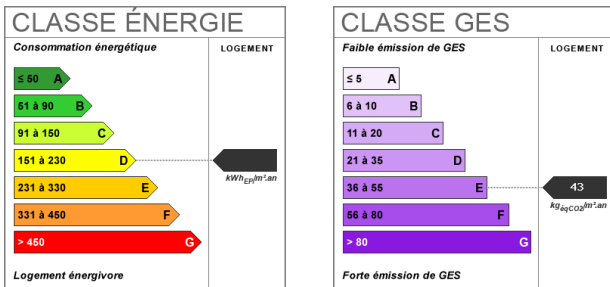 CLASSE ÉNERGIE
Consommation énergétique
LOGEMENT
≤ 50 A
51 à 90 B
91 à 150 C
151 à 230 D
kWhEP/m².an
231 à 330 E
331 à 450 F
> 450 G
Logement énergivore
CLASSE GES
Faible émission de GES
LOGEMENT
≤ 5 A
6 à 10 B
11 à 20 C
21 à 35 D
36 à 55 E
43
kgéqCO2/m².an
56 à 80 F
> 80 G
Forte émission de GES